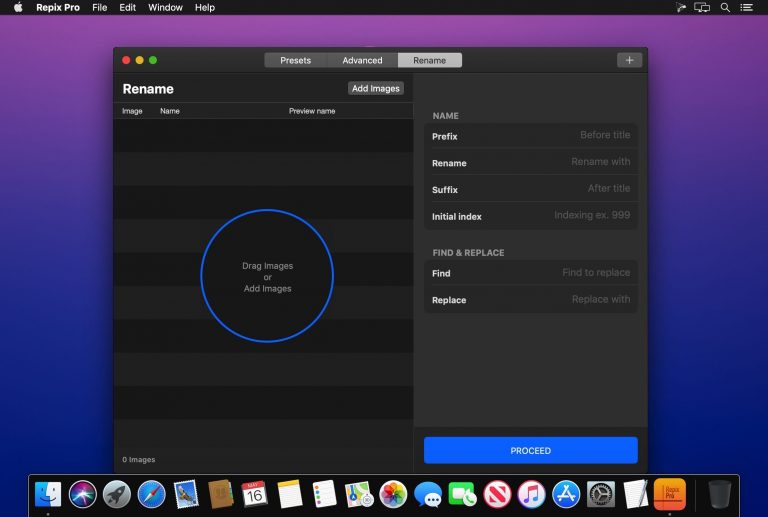 Repix Pro File Edit Window Help
Presets Advanced Rename +
Rename Add Images
Image Name Preview name
NAME
Prefix Before title
Rename Rename with
Suffix After title
Initial index Indexing ex. 999
FIND & REPLACE
Find Find to replace
Replace Replace with
Drag Images
or
Add Images
0 Images
PROCEED
MAY
16
Repix
Pro